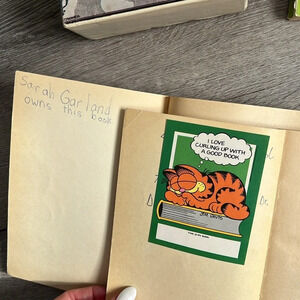 Sarah Garland
owns this book
I LOVE
CURLING UP WITH
A GOOD BOOK
JIM DAVIS